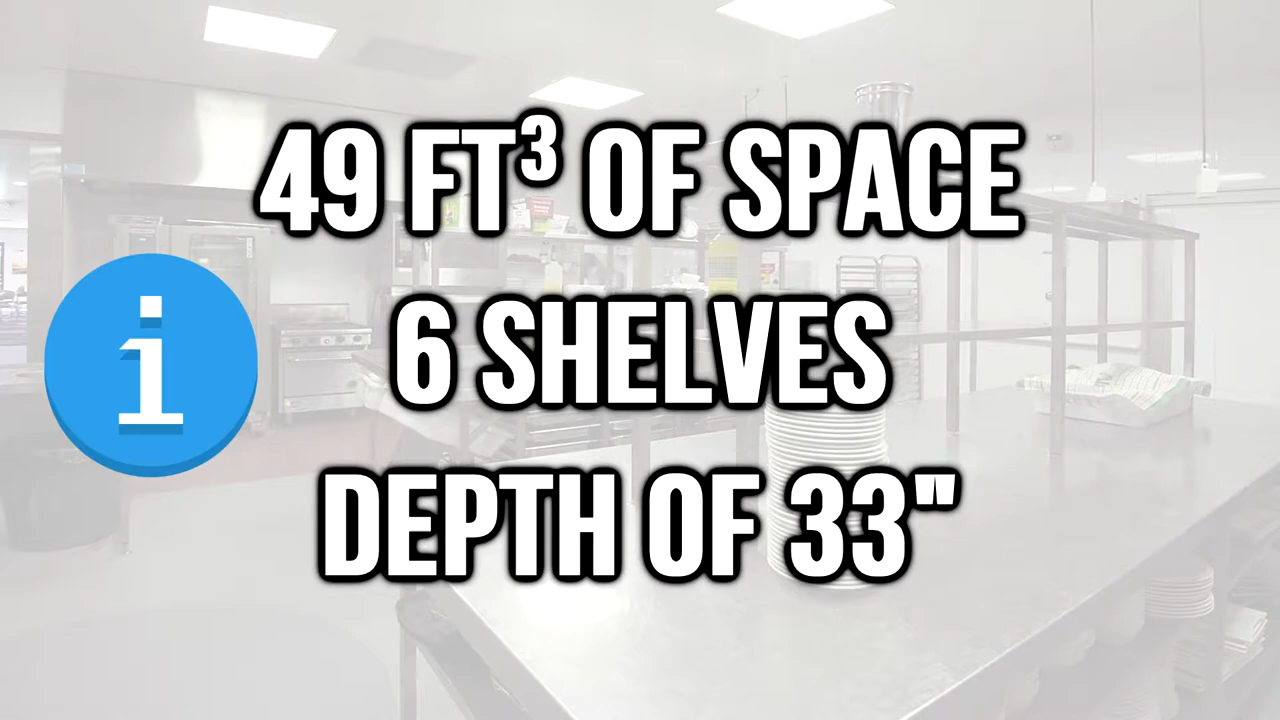 49 FT³ OF SPACE
6 SHELVES
DEPTH OF 33"